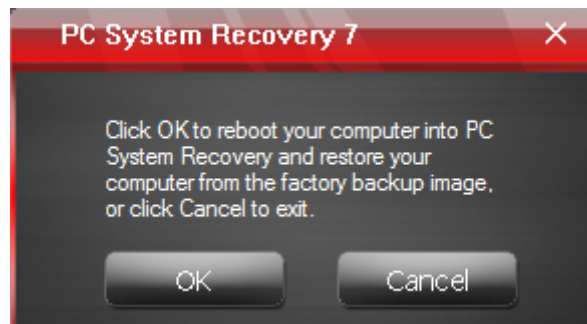 PC System Recovery 7
Click OK to reboot your computer into PC
System Recovery and restore your
computer from the factory backup image,
or click Cancel to exit.
OK
Cancel